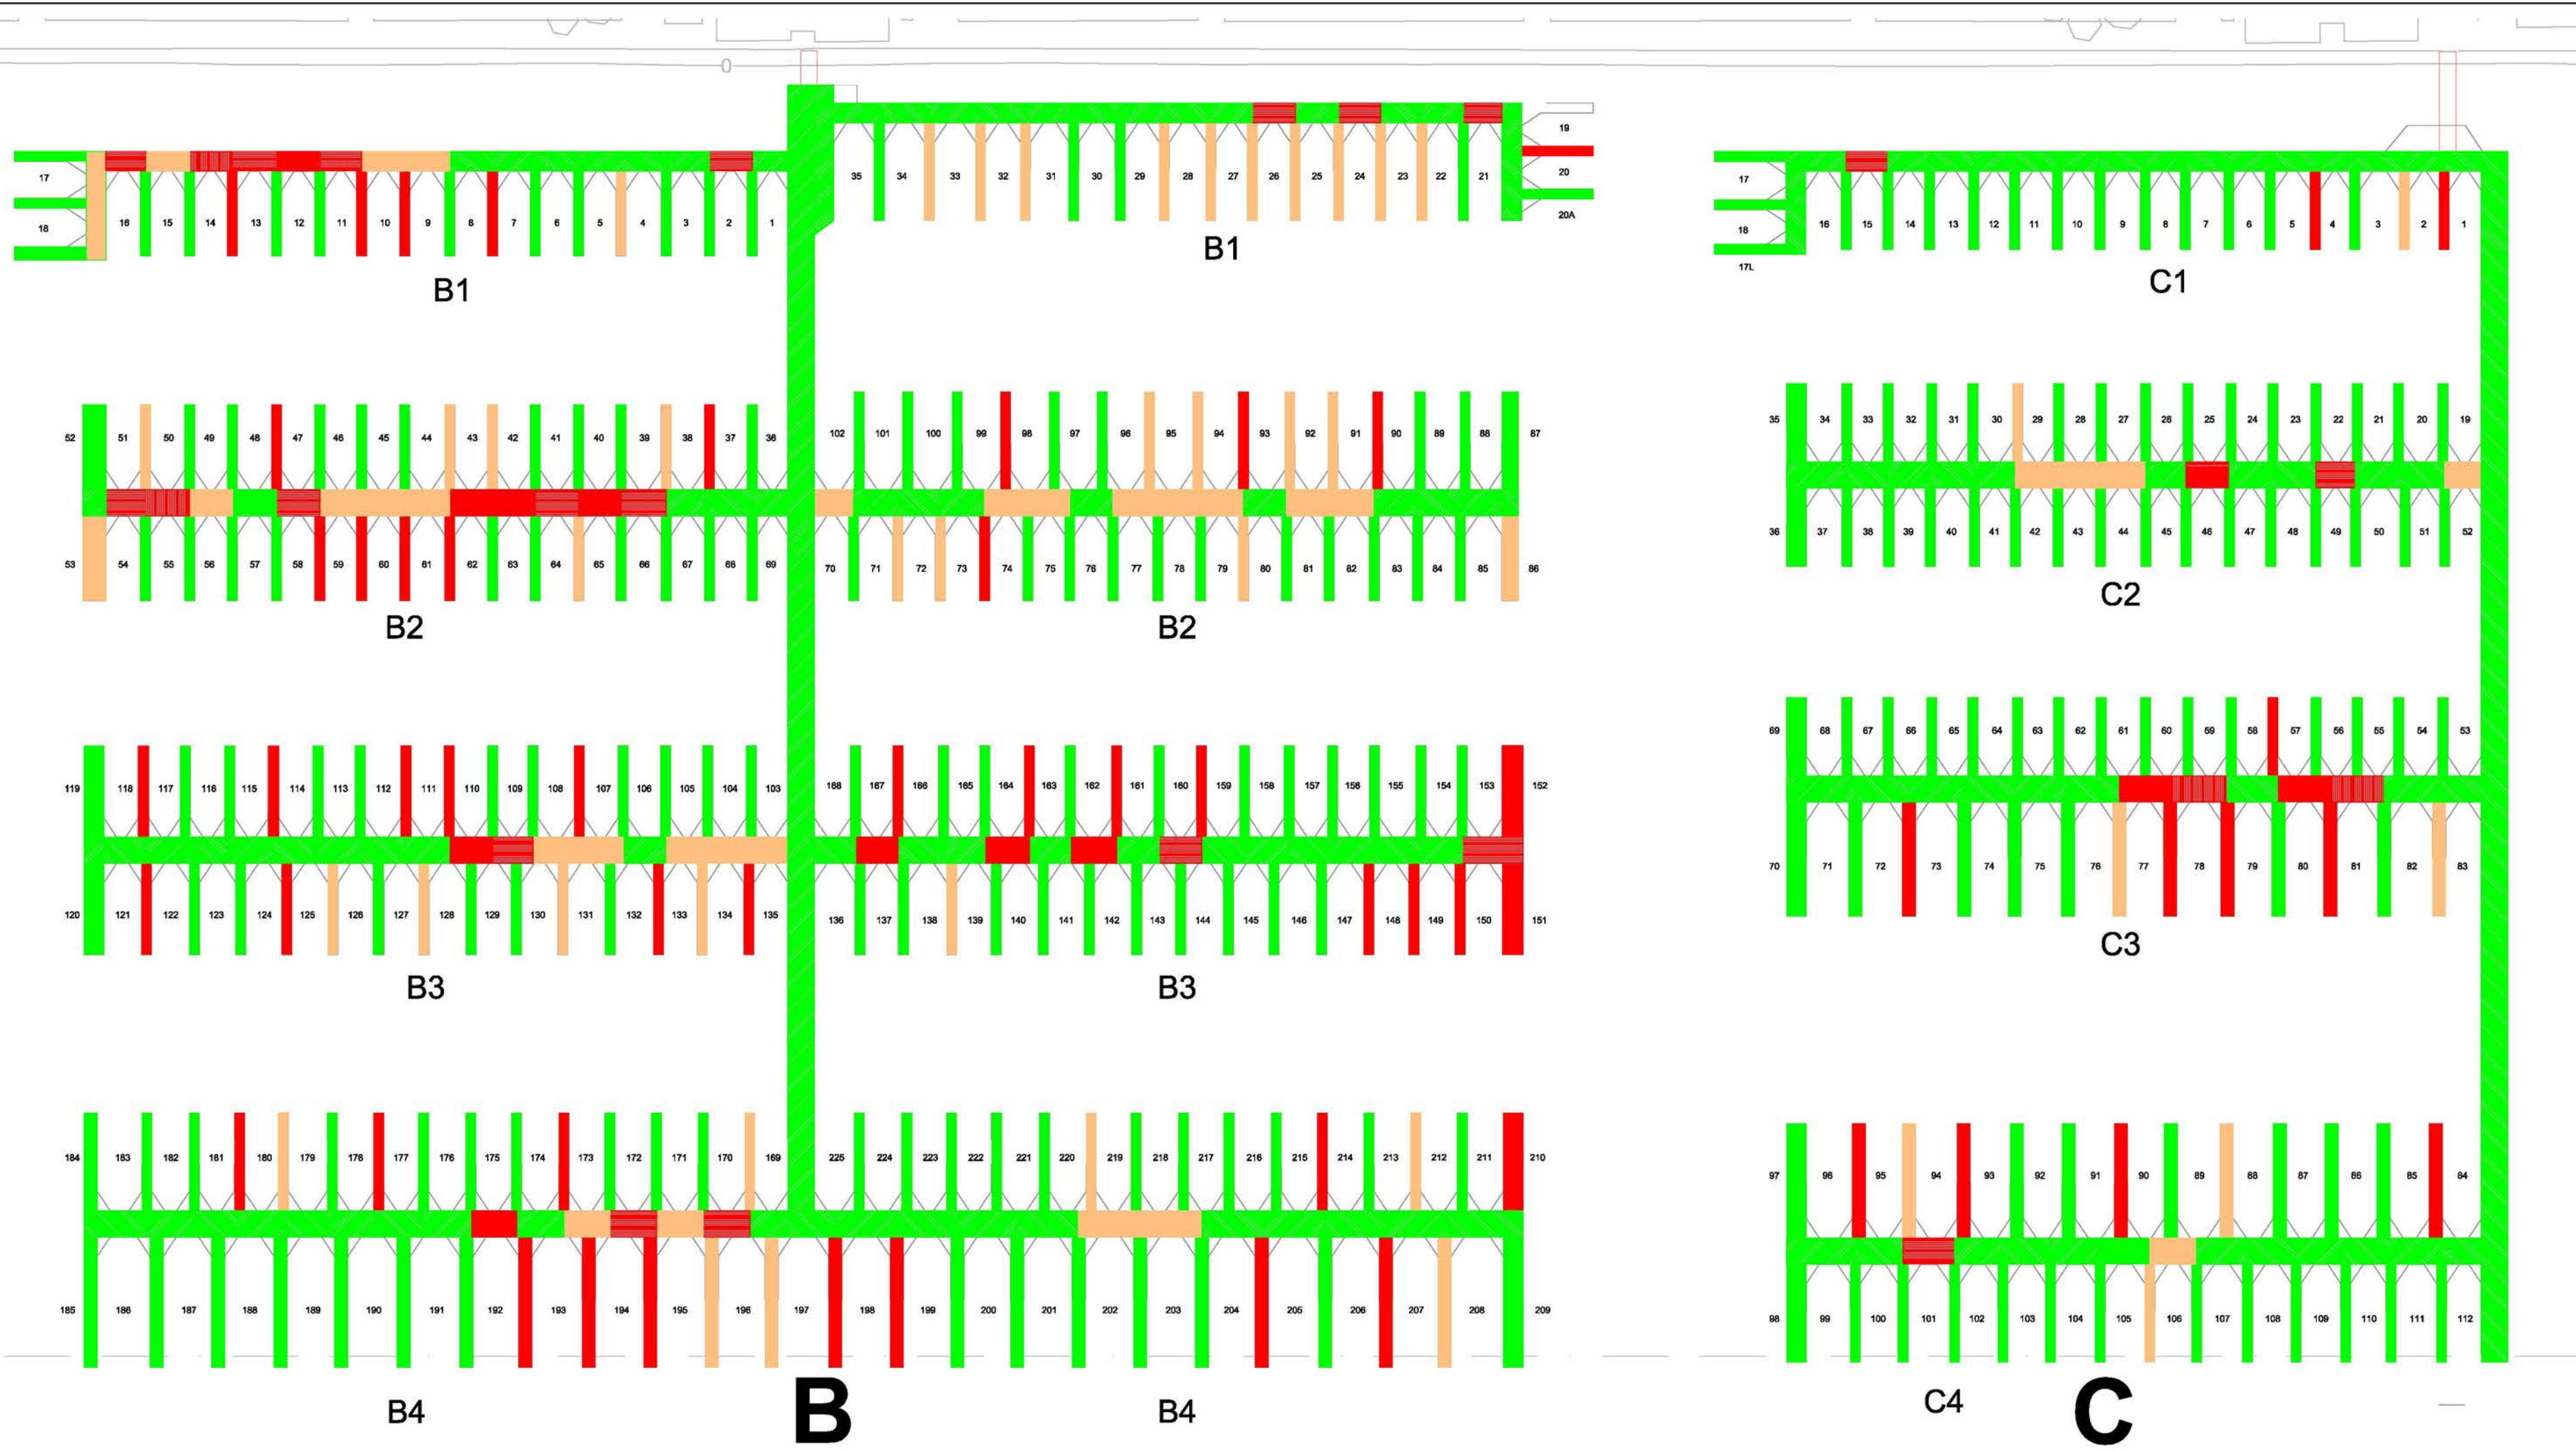 0
19
20
20A
35 34 33 32 31 30 29 28 27 26 25 24 23 22 21
B1
17
18
16 15 14 13 12 11 10 9 8 7 6 5 4 3 2 1
B1
17
18
17L
16 15 14 13 12 11 10 9 8 7 6 5 4 3 2 1
C1
52 51 50 49 48 47 46 45 44 43 42 41 40 39 38 37 36
53 54 55 56 57 58 59 60 61 62 63 64 65 66 67 68 69
B2
102 101 100 99 98 97 96 95 94 93 92 91 90 89 88 87
70 71 72 73 74 75 76 77 78 79 80 81 82 83 84 85 86
B2
35 34 33 32 31 30 29 28 27 26 25 24 23 22 21 20 19
36 37 38 39 40 41 42 43 44 45 46 47 48 49 50 51 52
C2
119 118 117 116 115 114 113 112 111 110 109 108 107 106 105 104 103
120 121 122 123 124 125 126 127 128 129 130 131 132 133 134 135
B3
168 167 166 165 164 163 162 161 160 159 158 157 156 155 154 153 152
136 137 138 139 140 141 142 143 144 145 146 147 148 149 150 151
B3
69 68 67 66 65 64 63 62 61 60 59 58 57 56 55 54 53
70 71 72 73 74 75 76 77 78 79 80 81 82 83
C3
184 183 182 181 180 179 178 177 176 175 174 173 172 171 170 169
185 186 187 188 189 190 191 192 193 194 195 196 197 198 199 200 201 202 203 204 205 206 207 208 209
B4
225 224 223 222 221 220 219 218 217 216 215 214 213 212 211 210
B4
B
97 96 95 94 93 92 91 90 89 88 87 86 85 84
98 99 100 101 102 103 104 105 106 107 108 109 110 111 112
C4
C